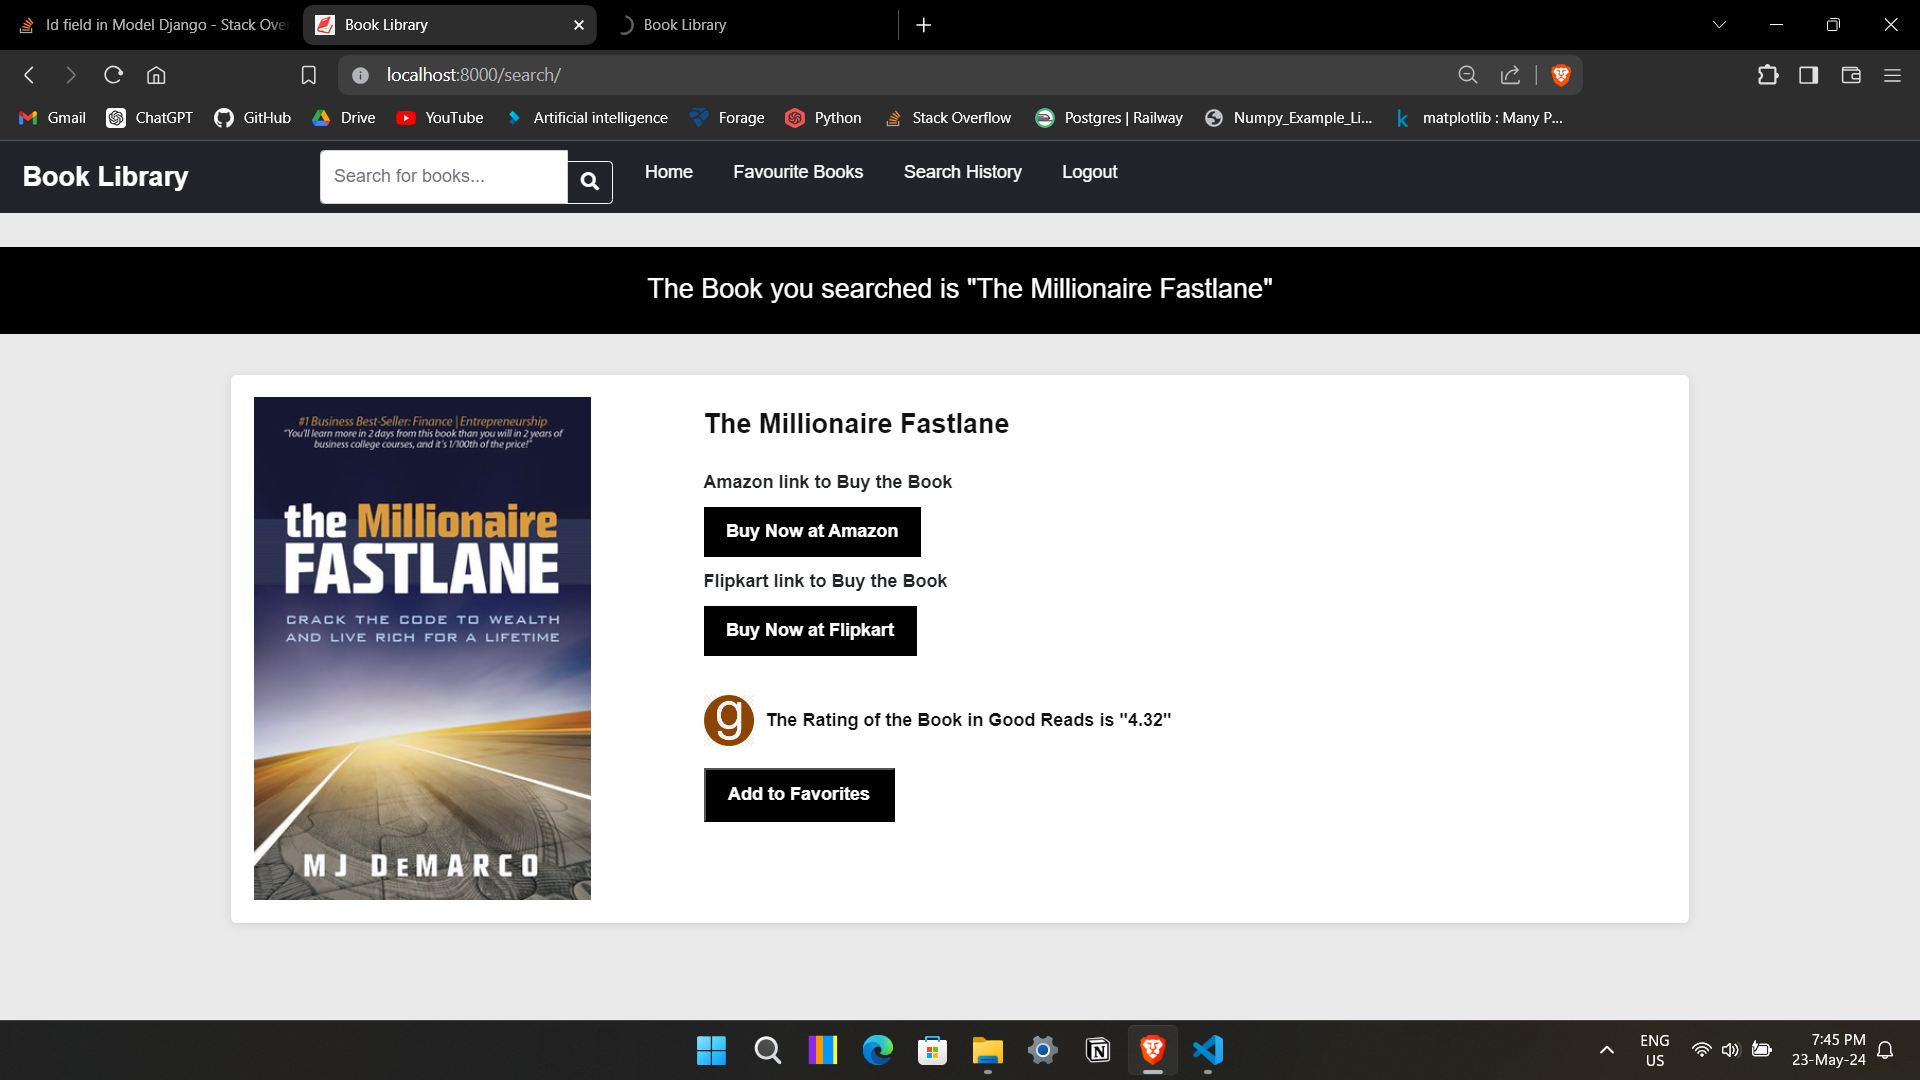 Id field in Model Django - Stack Ove
Book Library
Book Library
localhost:8000/search/
Gmail
ChatGPT
GitHub
Drive
YouTube
Artificial intelligence
Forage
Python
Stack Overflow
Postgres | Railway
Numpy_Example_Li...
matplotlib : Many P...
Book Library
Search for books...
Home
Favourite Books
Search History
Logout
The Book you searched is "The Millionaire Fastlane"
#1 Business Best-Seller: Finance | Entrepreneurship
"You'll learn more in 2 days from this book than you will in 2 years of
business college courses, and it's 1/100th of the price!"
the Millionaire
FASTLANE
CRACK THE CODE TO WEALTH
AND LIVE RICH FOR A LIFETIME
MJ DEMARCO
The Millionaire Fastlane
Amazon link to Buy the Book
Buy Now at Amazon
Flipkart link to Buy the Book
Buy Now at Flipkart
g
The Rating of the Book in Good Reads is "4.32"
Add to Favorites
ENG
US
7:45 PM
23-May-24